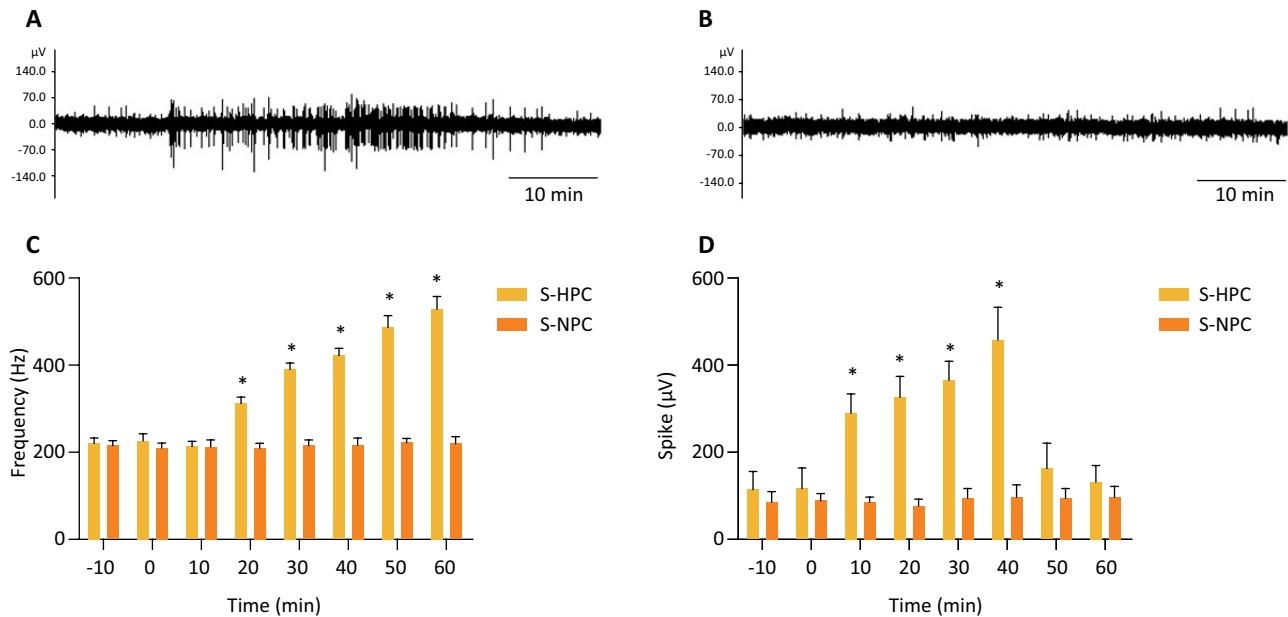 A
B
µV
140.0
70.0
0.0
-70.0
-140.0
10 min
µV
140.0
70.0
0.0
-70.0
-140.0
10 min
C
D
600
400
200
0
Frequency (Hz)
* * * * *
S-HPC
S-NPC
-10 0 10 20 30 40 50 60
Time (min)
600
400
200
0
Spike (µV)
* * * *
S-HPC
S-NPC
-10 0 10 20 30 40 50 60
Time (min)